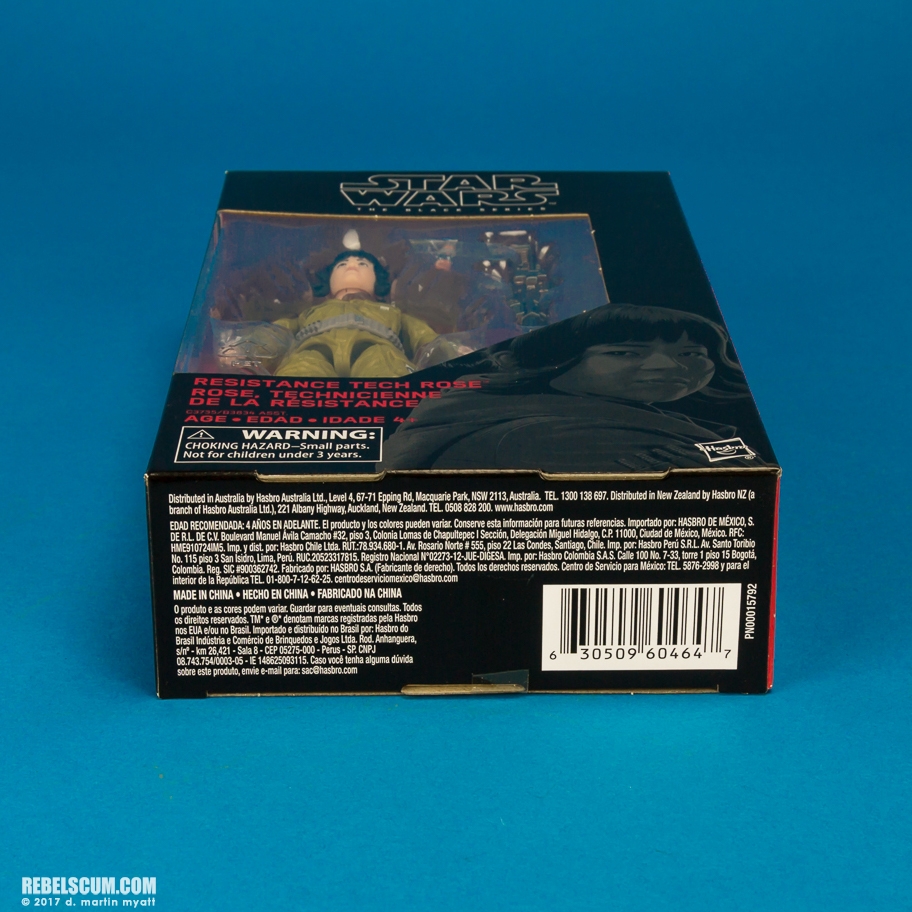 STAR
WARS
THE BLACK SERIES
RESISTANCE TECH ROSE
ROSE, TECHNICIENNE
DE LA RÉSISTANCE
C3735/B3834 ASST.
AGE • EDAD • IDADE 4+
WARNING:
CHOKING HAZARD—Small parts.
Not for children under 3 years.
Hasbro
Distributed in Australia by Hasbro Australia Ltd., Level 4, 67-71 Epping Rd, Macquarie Park, NSW 2113, Australia. TEL. 1300 138 697. Distributed in New Zealand by Hasbro NZ (a
branch of Hasbro Australia Ltd.), 221 Albany Highway, Auckland, New Zealand. TEL. 0508 828 200. www.hasbro.com
EDAD RECOMENDADA: 4 AÑOS EN ADELANTE. El producto y los colores pueden variar. Conserve esta información para futuras referencias. Importado por: HASBRO DE MÉXICO, S.
DE R.L. DE C.V. Boulevard Manuel Ávila Camacho #32, piso 3, Colonia Lomas de Chapultepec I Sección, Delegación Miguel Hidalgo, C.P. 11000, Ciudad de México, México. RFC:
HME910724IM5. Imp. y dist. por: Hasbro Chile Ltd. RUT.:78.934.680-1. Av. Rosario Norte # 555, piso 22 Las Condes, Santiago, Chile. Imp. por: Hasbro Perú S.R.L. Av. Santo Toribio
No. 115 piso 3 San Isidro, Lima, Perú. RUC.20523317815. Registro Nacional N°02273-12-JUE-DIGESA. Imp. por: Hasbro Colombia S.A.S. Calle 100 No. 7-33, torre 1 piso 15 Bogotá,
Colombia. Reg. SIC #900362742. Fabricado por: HASBRO S.A. (Fabricante de derecho). Todos los derechos reservados. Centro de Servicio para México: TEL. 5876-2998 y para el
interior de la República TEL. 01-800-7-12-62-25. centrodeserviciomexico@hasbro.com
MADE IN CHINA • HECHO EN CHINA • FABRICADO NA CHINA
O produto e as cores podem variar. Guardar para eventuais consultas. Todos
os direitos reservados. TM* e ®* denotam marcas registradas pela Hasbro
nos EUA e/ou no Brasil. Importado e distribuído no Brasil por: Hasbro do
Brasil Indústria e Comércio de Brinquedos e Jogos Ltda. Rod. Anhanguera,
s/nº - km 26,421 - Sala 8 - CEP 05275-000 - Perus - SP. CNPJ
08.743.754/0003-05 - IE 148625093115. Caso você tenha alguma dúvida
sobre este produto, envie e-mail para: sac@hasbro.com
6 30509 60464 7
PN00015792
REBELSCUM.COM
© 2017 d. martin myatt